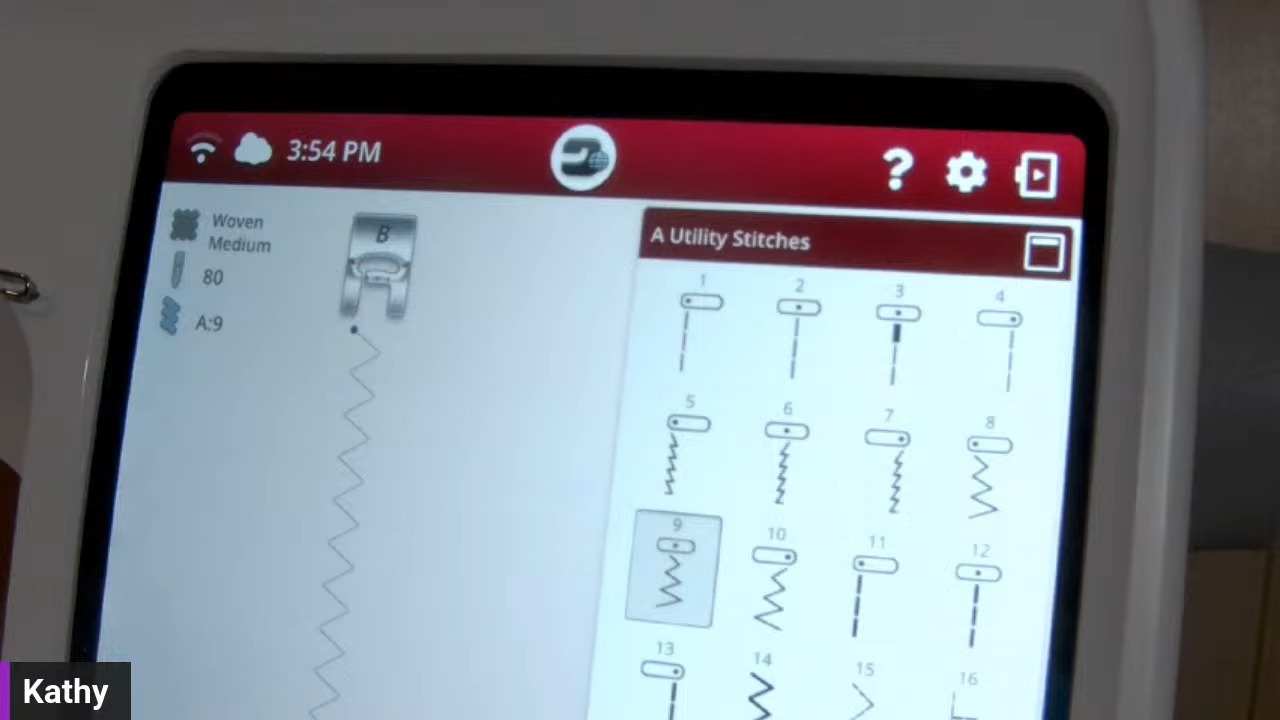 3:54 PM
?
Woven
Medium
80
A:9
B
A Utility Stitches
1 2 3 4
5 6 7 8
9 10 11 12
13 14 15 16
Kathy